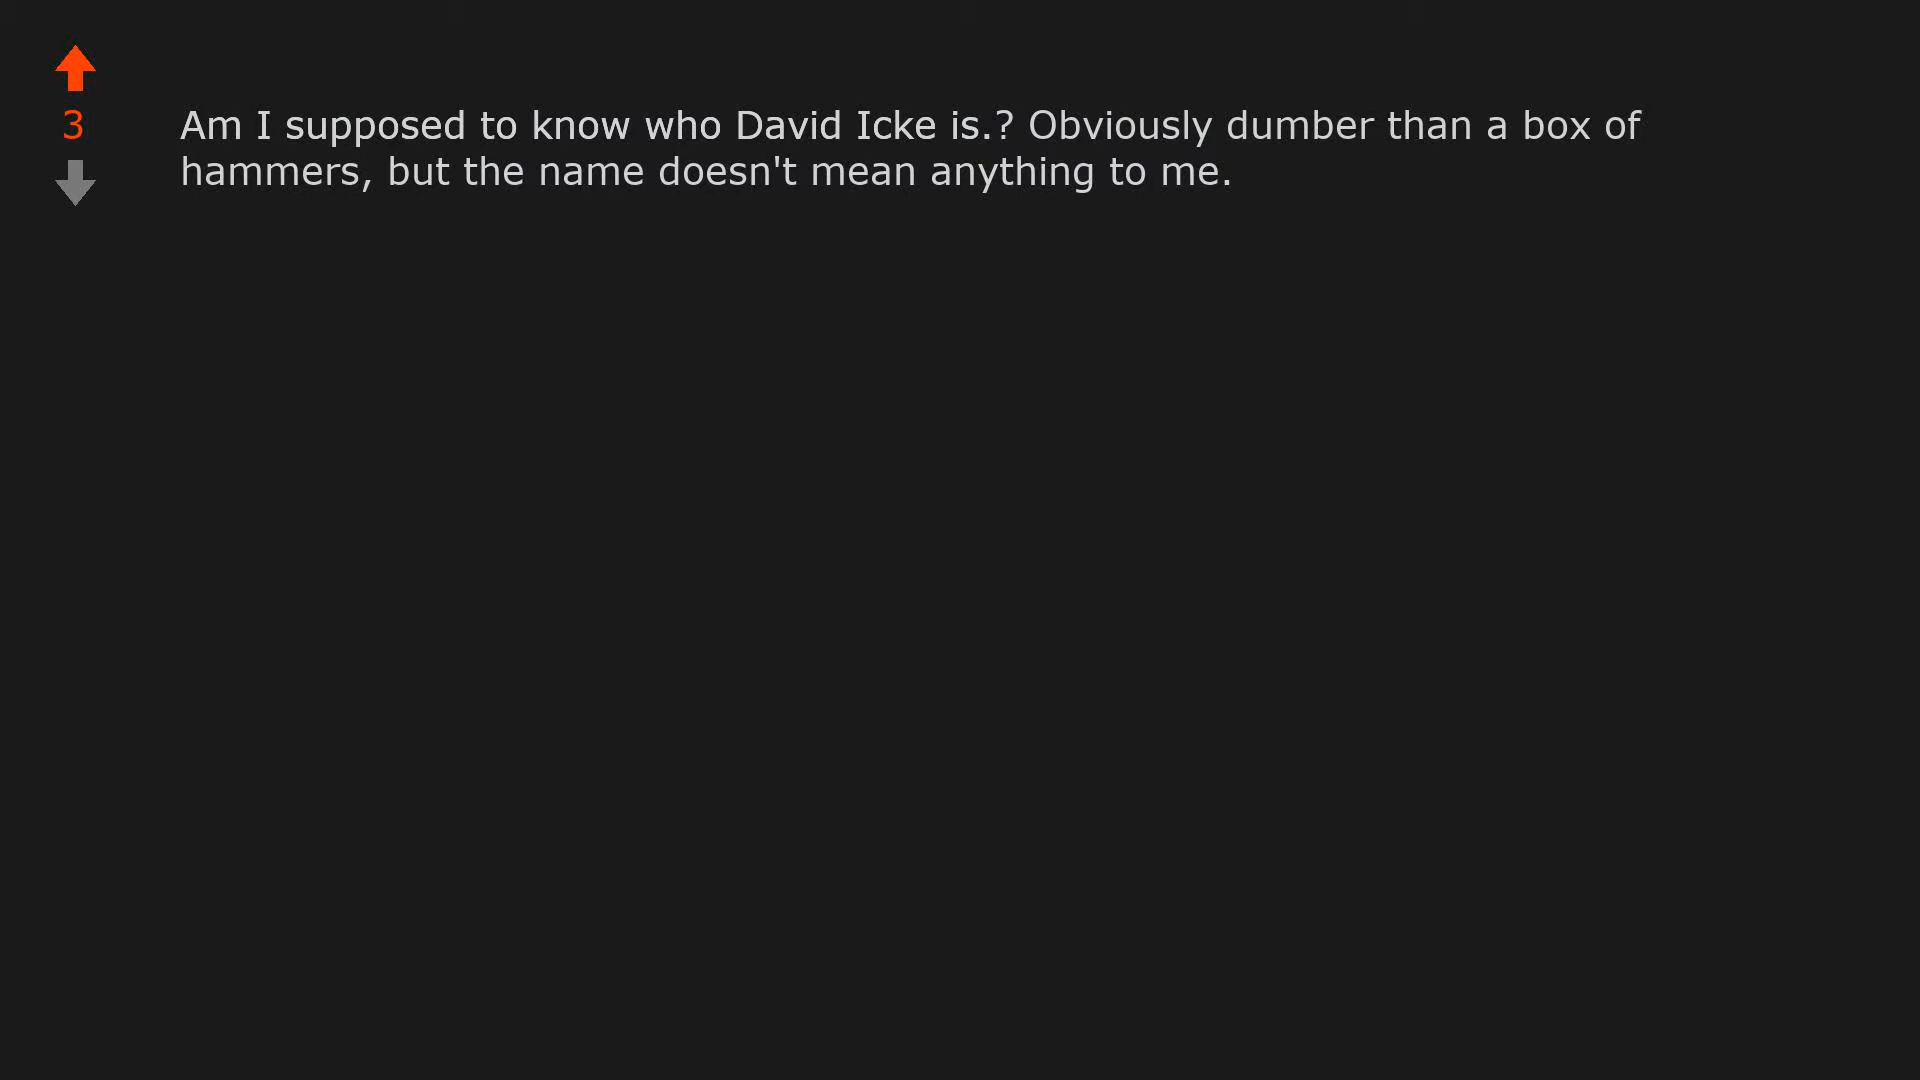 3
Am I supposed to know who David Icke is.? Obviously dumber than a box of
hammers, but the name doesn't mean anything to me.